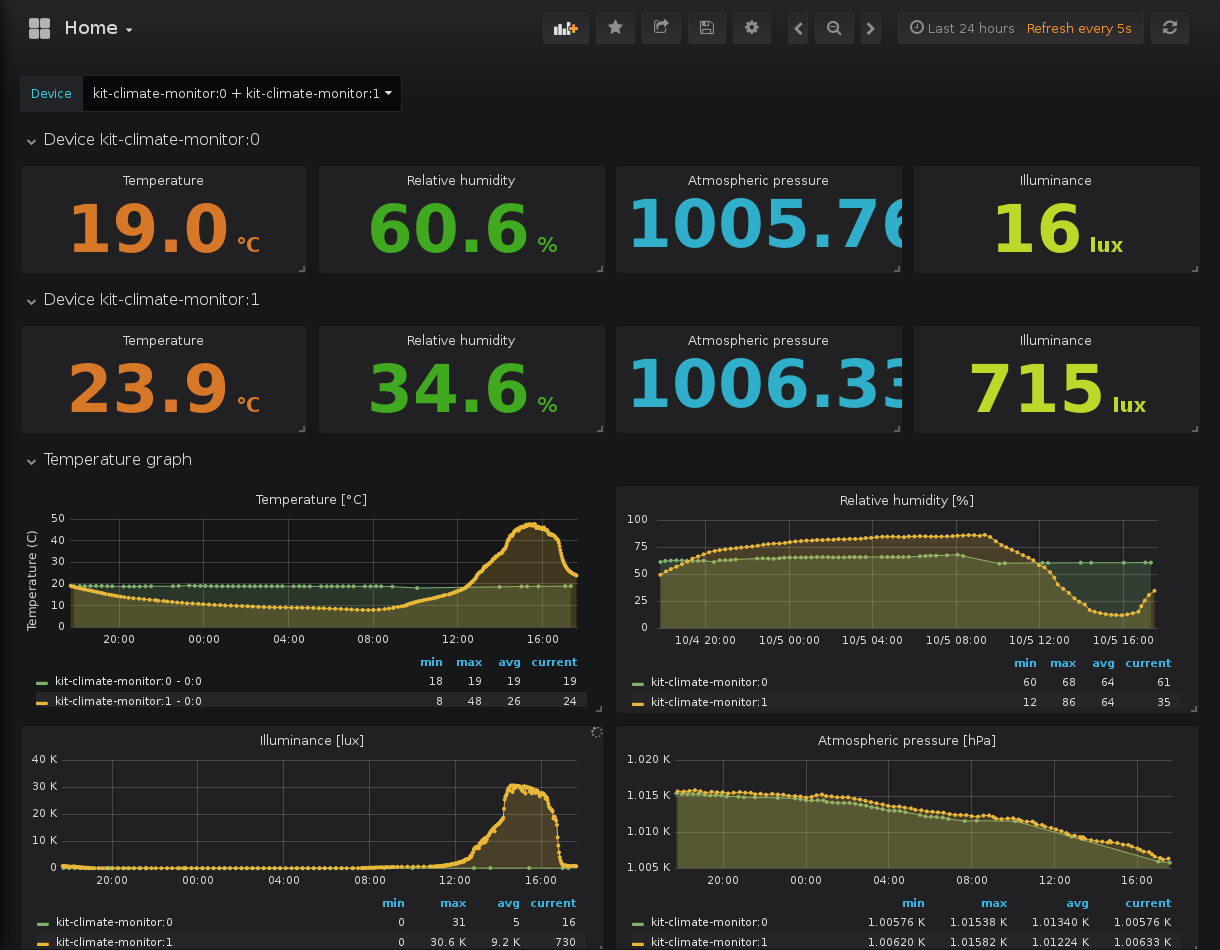 Home
Last 24 hours Refresh every 5s
Device kit-climate-monitor:0 + kit-climate-monitor:1
Device kit-climate-monitor:0
Temperature Relative humidity Atmospheric pressure Illuminance
19.0 °C 60.6 % 1005.76 16 lux
Device kit-climate-monitor:1
Temperature Relative humidity Atmospheric pressure Illuminance
23.9 °C 34.6 % 1006.33 715 lux
Temperature graph
Temperature [°C]
Temperature (C)
50
40
30
20
10
0
20:00 00:00 04:00 08:00 12:00 16:00
min max avg current
kit-climate-monitor:0 - 0:0 18 19 19 19
kit-climate-monitor:1 - 0:0 8 48 26 24
Relative humidity [%]
100
75
50
25
0
10/4 20:00 10/5 00:00 10/5 04:00 10/5 08:00 10/5 12:00 10/5 16:00
min max avg current
kit-climate-monitor:0 60 68 64 61
kit-climate-monitor:1 12 86 64 35
Illuminance [lux]
40 K
30 K
20 K
10 K
0
20:00 00:00 04:00 08:00 12:00 16:00
min max avg current
kit-climate-monitor:0 0 31 5 16
kit-climate-monitor:1 0 30.6 K 9.2 K 730
Atmospheric pressure [hPa]
1.020 K
1.015 K
1.010 K
1.005 K
20:00 00:00 04:00 08:00 12:00 16:00
min max avg current
kit-climate-monitor:0 1.00576 K 1.01538 K 1.01340 K 1.00576 K
kit-climate-monitor:1 1.00620 K 1.01582 K 1.01224 K 1.00633 K